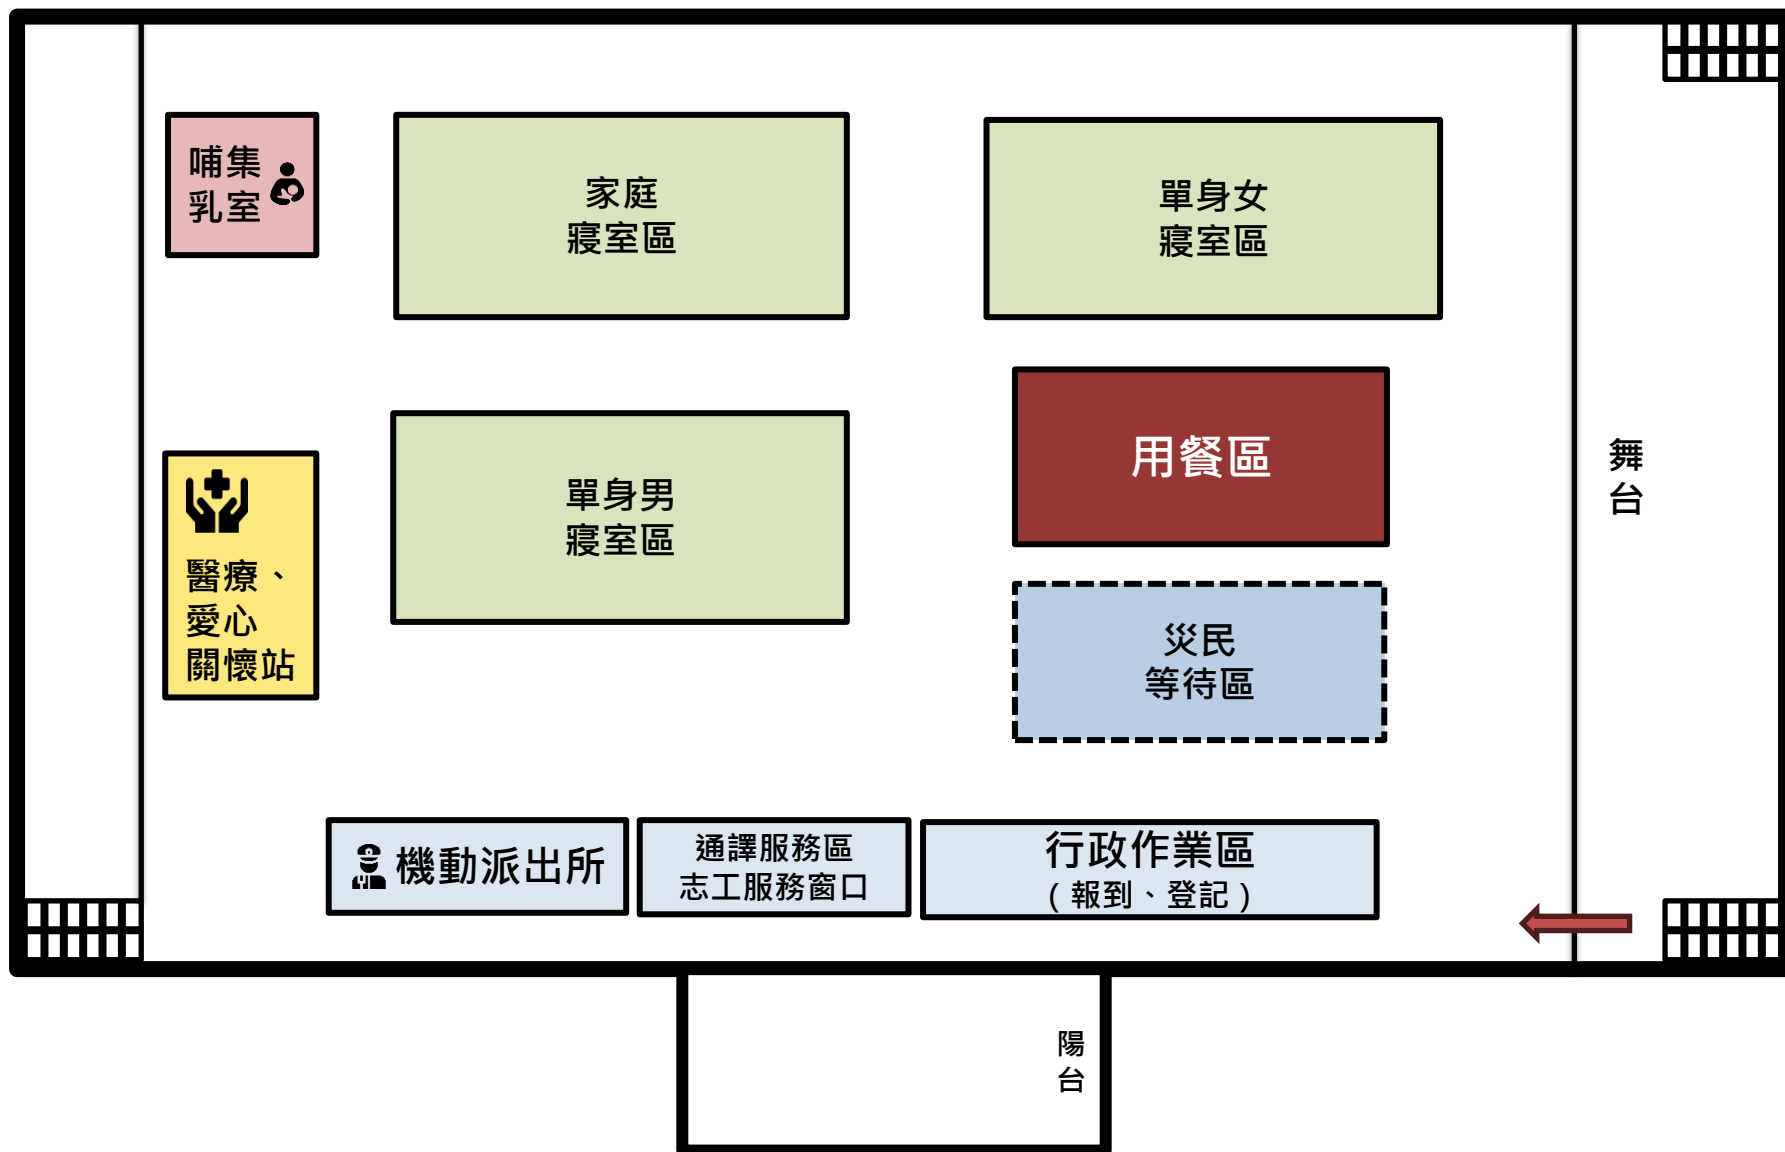 哺集
乳室
家庭
寢室區
單身女
寢室區
單身男
寢室區
用餐區
舞
台
醫療、
愛心
關懷站
災民
等待區
機動派出所
通譯服務區
志工服務窗口
行政作業區
（報到、登記）
陽
台